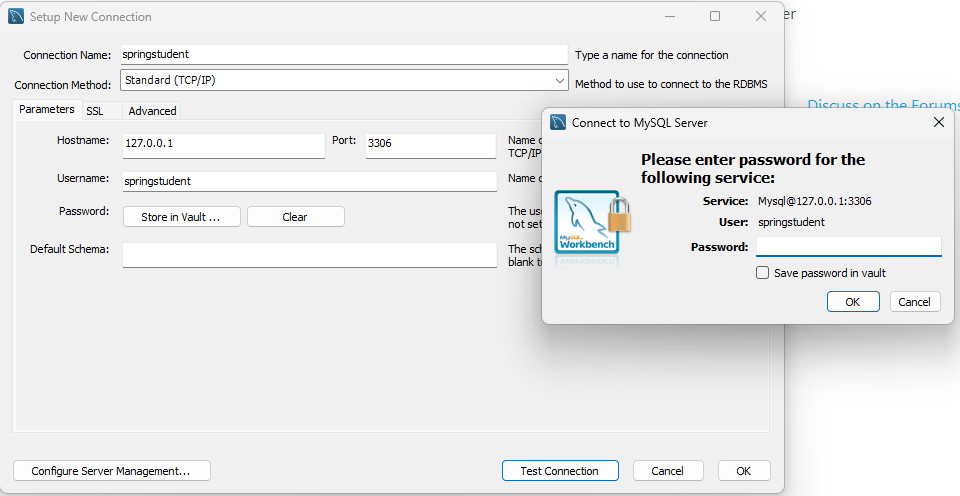 Setup New Connection
er
Connection Name: springstudent Type a name for the connection
Connection Method: Standard (TCP/IP) Method to use to connect to the RDBMS
Parameters SSL Advanced
Discuss on the Forums
Hostname: 127.0.0.1 Port: 3306 Name o
TCP/IP
Username: springstudent Name o
Password: Store in Vault ... Clear The use
not set
Default Schema: The sch
blank to
Connect to MySQL Server
Please enter password for the
following service:
Service: Mysql@127.0.0.1:3306
User: springstudent
Password:
Save password in vault
OK Cancel
MySQL
Workbench
Configure Server Management... Test Connection Cancel OK